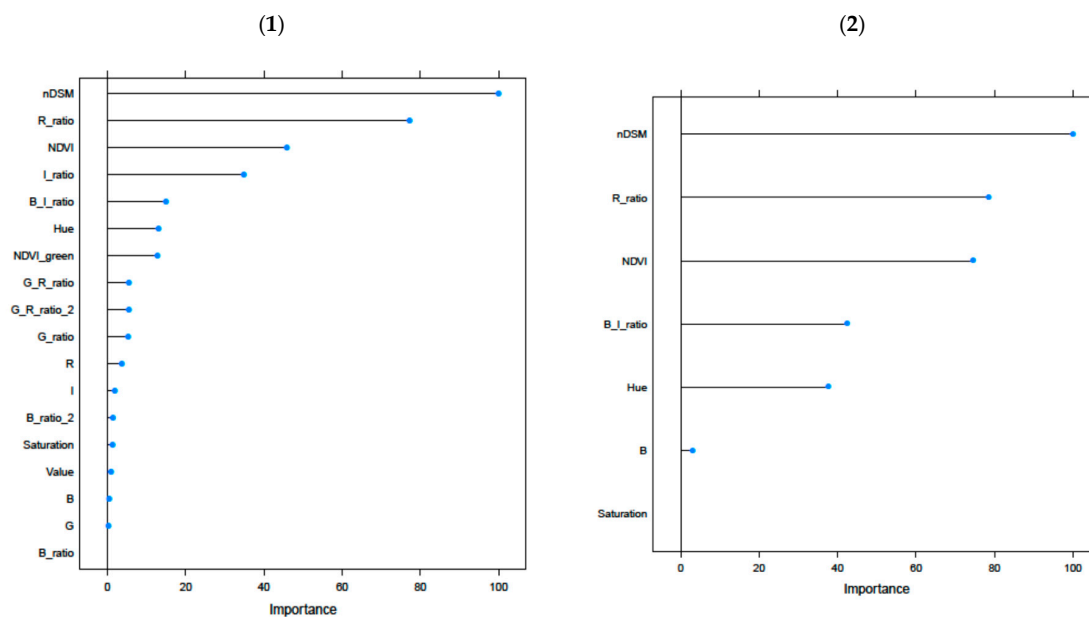 (1)
nDSM
R_ratio
NDVI
I_ratio
B_I_ratio
Hue
NDVI_green
G_R_ratio
G_R_ratio_2
G_ratio
R
I
B_ratio_2
Saturation
Value
B
G
B_ratio
0 20 40 60 80 100
Importance
(2)
nDSM
R_ratio
NDVI
B_I_ratio
Hue
B
Saturation
0 20 40 60 80 100
Importance